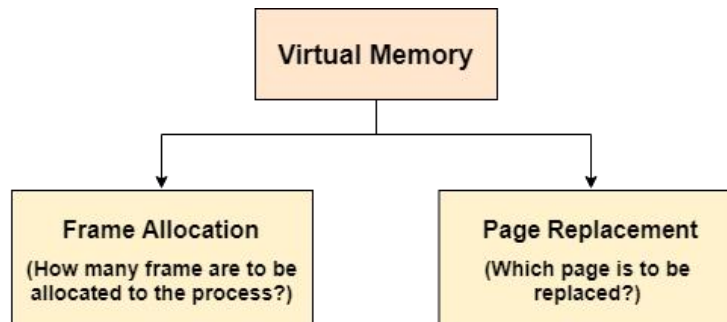 Virtual Memory
Frame Allocation
(How many frame are to be
allocated to the process?)
Page Replacement
(Which page is to be
replaced?)